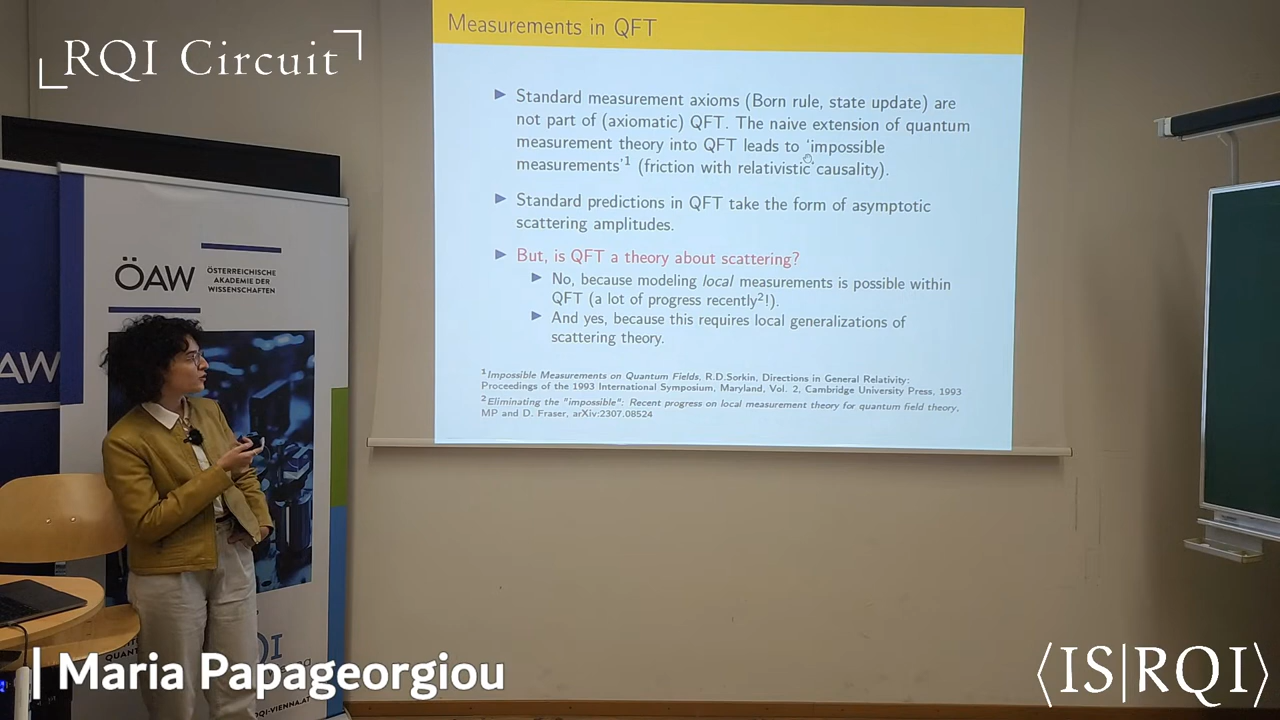 RQI Circuit
Measurements in QFT
Standard measurement axioms (Born rule, state update) are
not part of (axiomatic) QFT. The naive extension of quantum
measurement theory into QFT leads to 'impossible
measurements'1 (friction with relativistic causality).
Standard predictions in QFT take the form of asymptotic
scattering amplitudes.
But, is QFT a theory about scattering?
No, because modeling local measurements is possible within
QFT (a lot of progress recently2!).
And yes, because this requires local generalizations of
scattering theory.
1Impossible Measurements on Quantum Fields, R.D.Sorkin, Directions in General Relativity:
Proceedings of the 1993 International Symposium, Maryland, Vol. 2, Cambridge University Press, 1993
2Eliminating the "impossible": Recent progress on local measurement theory for quantum field theory,
MP and D. Fraser, arXiv:2307.08524
ÖAW
ÖSTERREICHISCHE
AKADEMIE DER
WISSENSCHAFTEN
AW
QUANT
RQI-VIENNA.AT
Maria Papageorgiou
⟨IS|RQI⟩